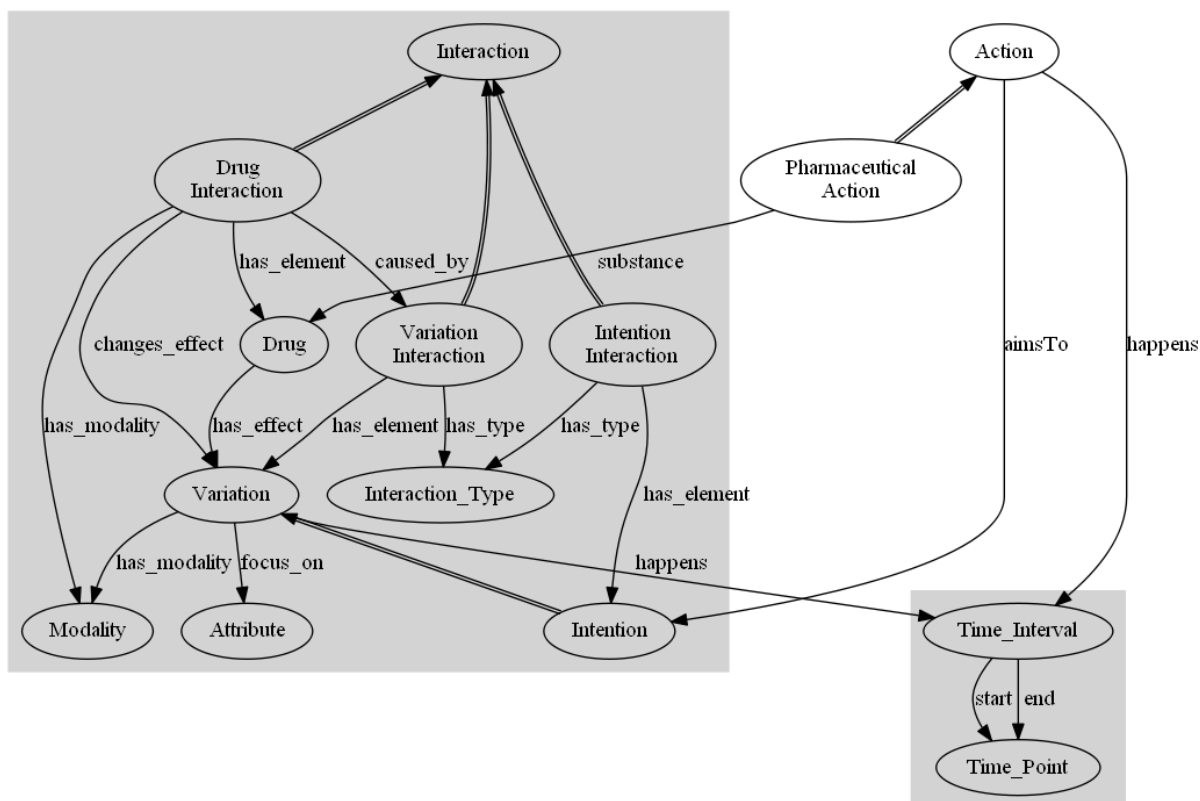 Interaction
Action
Drug
Interaction
Pharmaceutical
Action
has_element
caused_by
substance
changes_effect
Drug
Variation
Interaction
Intention
Interaction
aimsTo
happens
has_modality
has_effect
has_element
has_type
has_type
Variation
Interaction_Type
has_element
has_modality
focus_on
happens
Modality
Attribute
Intention
Time_Interval
start
end
Time_Point